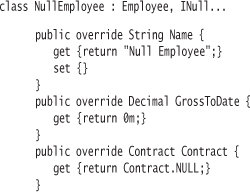 class NullEmployee : Employee, INull...
public override String Name {
get {return "Null Employee";}
set {}
}
public override Decimal GrossToDate {
get {return 0m;}
}
public override Contract Contract {
get {return Contract.NULL;}
}